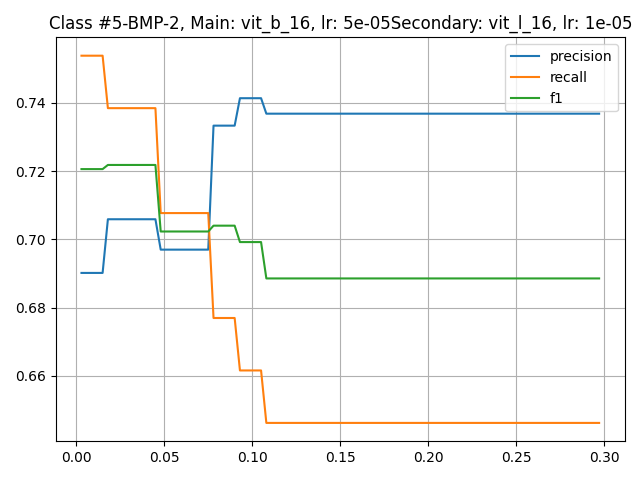 Class #5-BMP-2, Main: vit_b_16, lr: 5e-05Secondary: vit_l_16, lr: 1e-05
precision
recall
f1
0.74
0.72
0.70
0.68
0.66
0.00 0.05 0.10 0.15 0.20 0.25 0.30